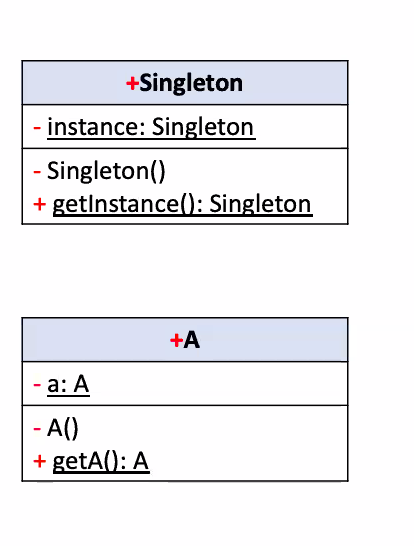 +Singleton
- instance: Singleton
- Singleton()
+ getInstance(): Singleton
+A
- a: A
- A()
+ getA(): A